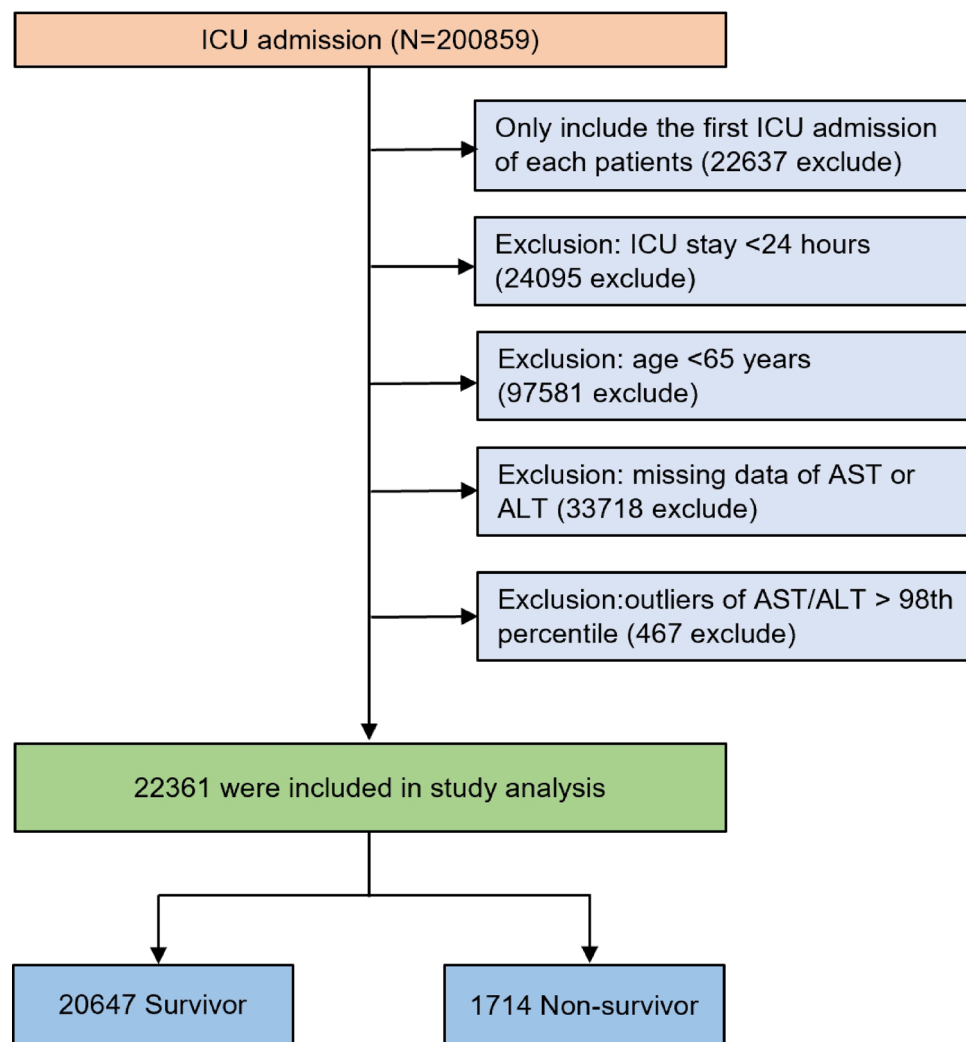 ICU admission (N=200859)
Only include the first ICU admission
of each patients (22637 exclude)
Exclusion: ICU stay <24 hours
(24095 exclude)
Exclusion: age <65 years
(97581 exclude)
Exclusion: missing data of AST or
ALT (33718 exclude)
Exclusion:outliers of AST/ALT > 98th
percentile (467 exclude)
22361 were included in study analysis
20647 Survivor
1714 Non-survivor